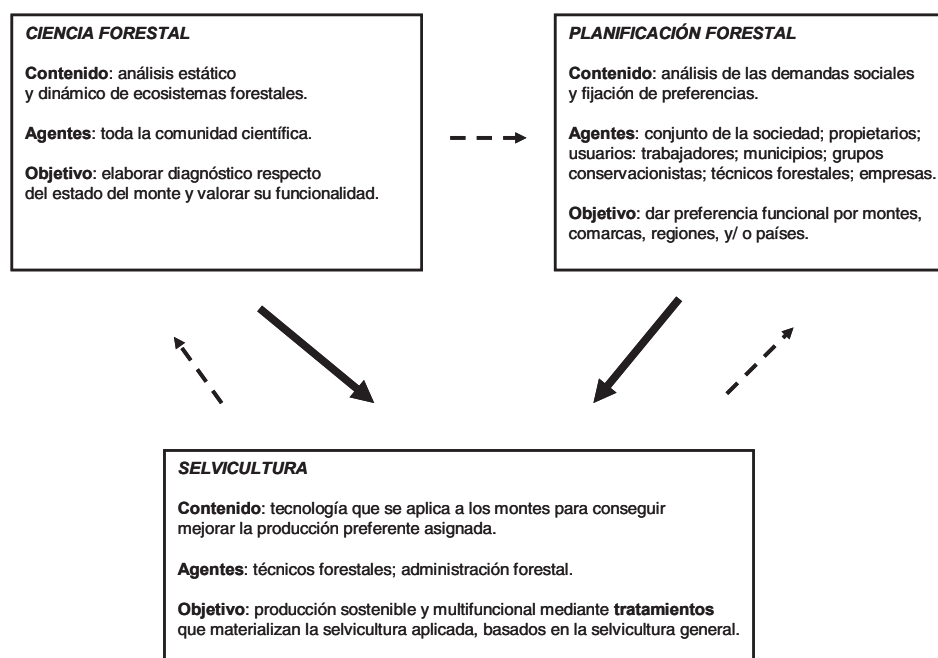 CIENCIA FORESTAL
Contenido: análisis estático
y dinámico de ecosistemas forestales.
Agentes: toda la comunidad científica.
Objetivo: elaborar diagnóstico respecto
del estado del monte y valorar su funcionalidad.
PLANIFICACIÓN FORESTAL
Contenido: análisis de las demandas sociales
y fijación de preferencias.
Agentes: conjunto de la sociedad; propietarios;
usuarios: trabajadores; municipios; grupos
conservacionistas; técnicos forestales; empresas.
Objetivo: dar preferencia funcional por montes,
comarcas, regiones, y/ o países.
SELVICULTURA
Contenido: tecnología que se aplica a los montes para conseguir
mejorar la producción preferente asignada.
Agentes: técnicos forestales; administración forestal.
Objetivo: producción sostenible y multifuncional mediante tratamientos
que materializan la selvicultura aplicada, basados en la selvicultura general.